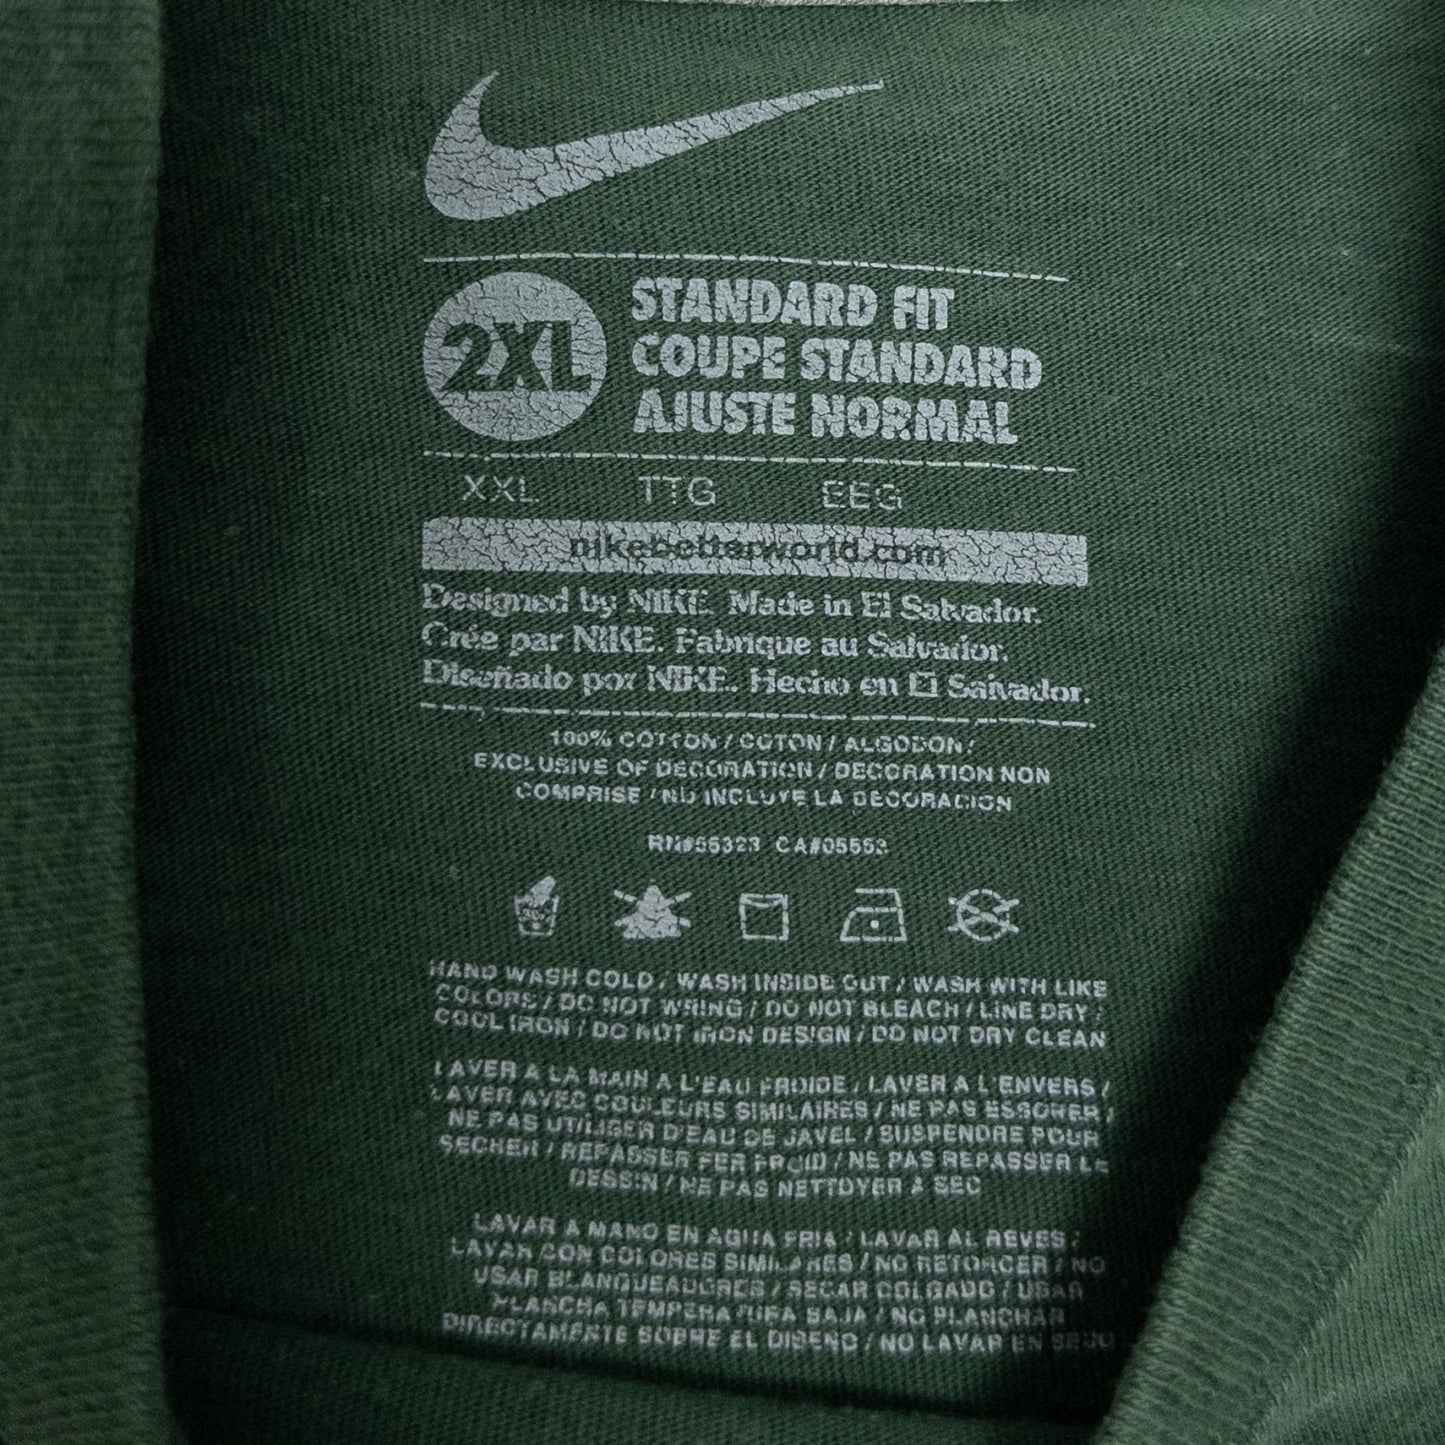 2XL
STANDARD FIT
COUPE STANDARD
AJUSTE NORMAL
XXL TTG EEG
nikebetterworld.com
Designed by NIKE. Made in El Salvador.
Crée par NIKE. Fabrique au Salvador.
Diseñado por NIKE. Hecho en El Salvador.
100% COTTON / COTON / ALGODON /
EXCLUSIVE OF DECORATION / DECORATION NON
COMPRISE / NO INCLUYE LA DECORACION
RN#56323 CA#05553
HAND WASH COLD / WASH INSIDE OUT / WASH WITH LIKE
COLORS / DO NOT WRING / DO NOT BLEACH / LINE DRY /
COOL IRON / DO NOT IRON DESIGN / DO NOT DRY CLEAN
LAVER A LA MAIN A L'EAU FROIDE / LAVER A L'ENVERS /
LAVER AVEC COULEURS SIMILAIRES / NE PAS ESSORER /
NE PAS UTILISER D'EAU DE JAVEL / SUSPENDRE POUR
SECHER / REPASSER FER FROID / NE PAS REPASSER LE
DESSIN / NE PAS NETTOYER A SEC
LAVAR A MANO EN AGUA FRIA / LAVAR AL REVES /
LAVAR CON COLORES SIMILARES / NO RETORCER / NO
USAR BLANQUEADORES / SECAR COLGADO / USAR
PLANCHA TEMPERATURA BAJA / NO PLANCHAR
DIRECTAMENTE SOBRE EL DISENO / NO LAVAR EN SECO